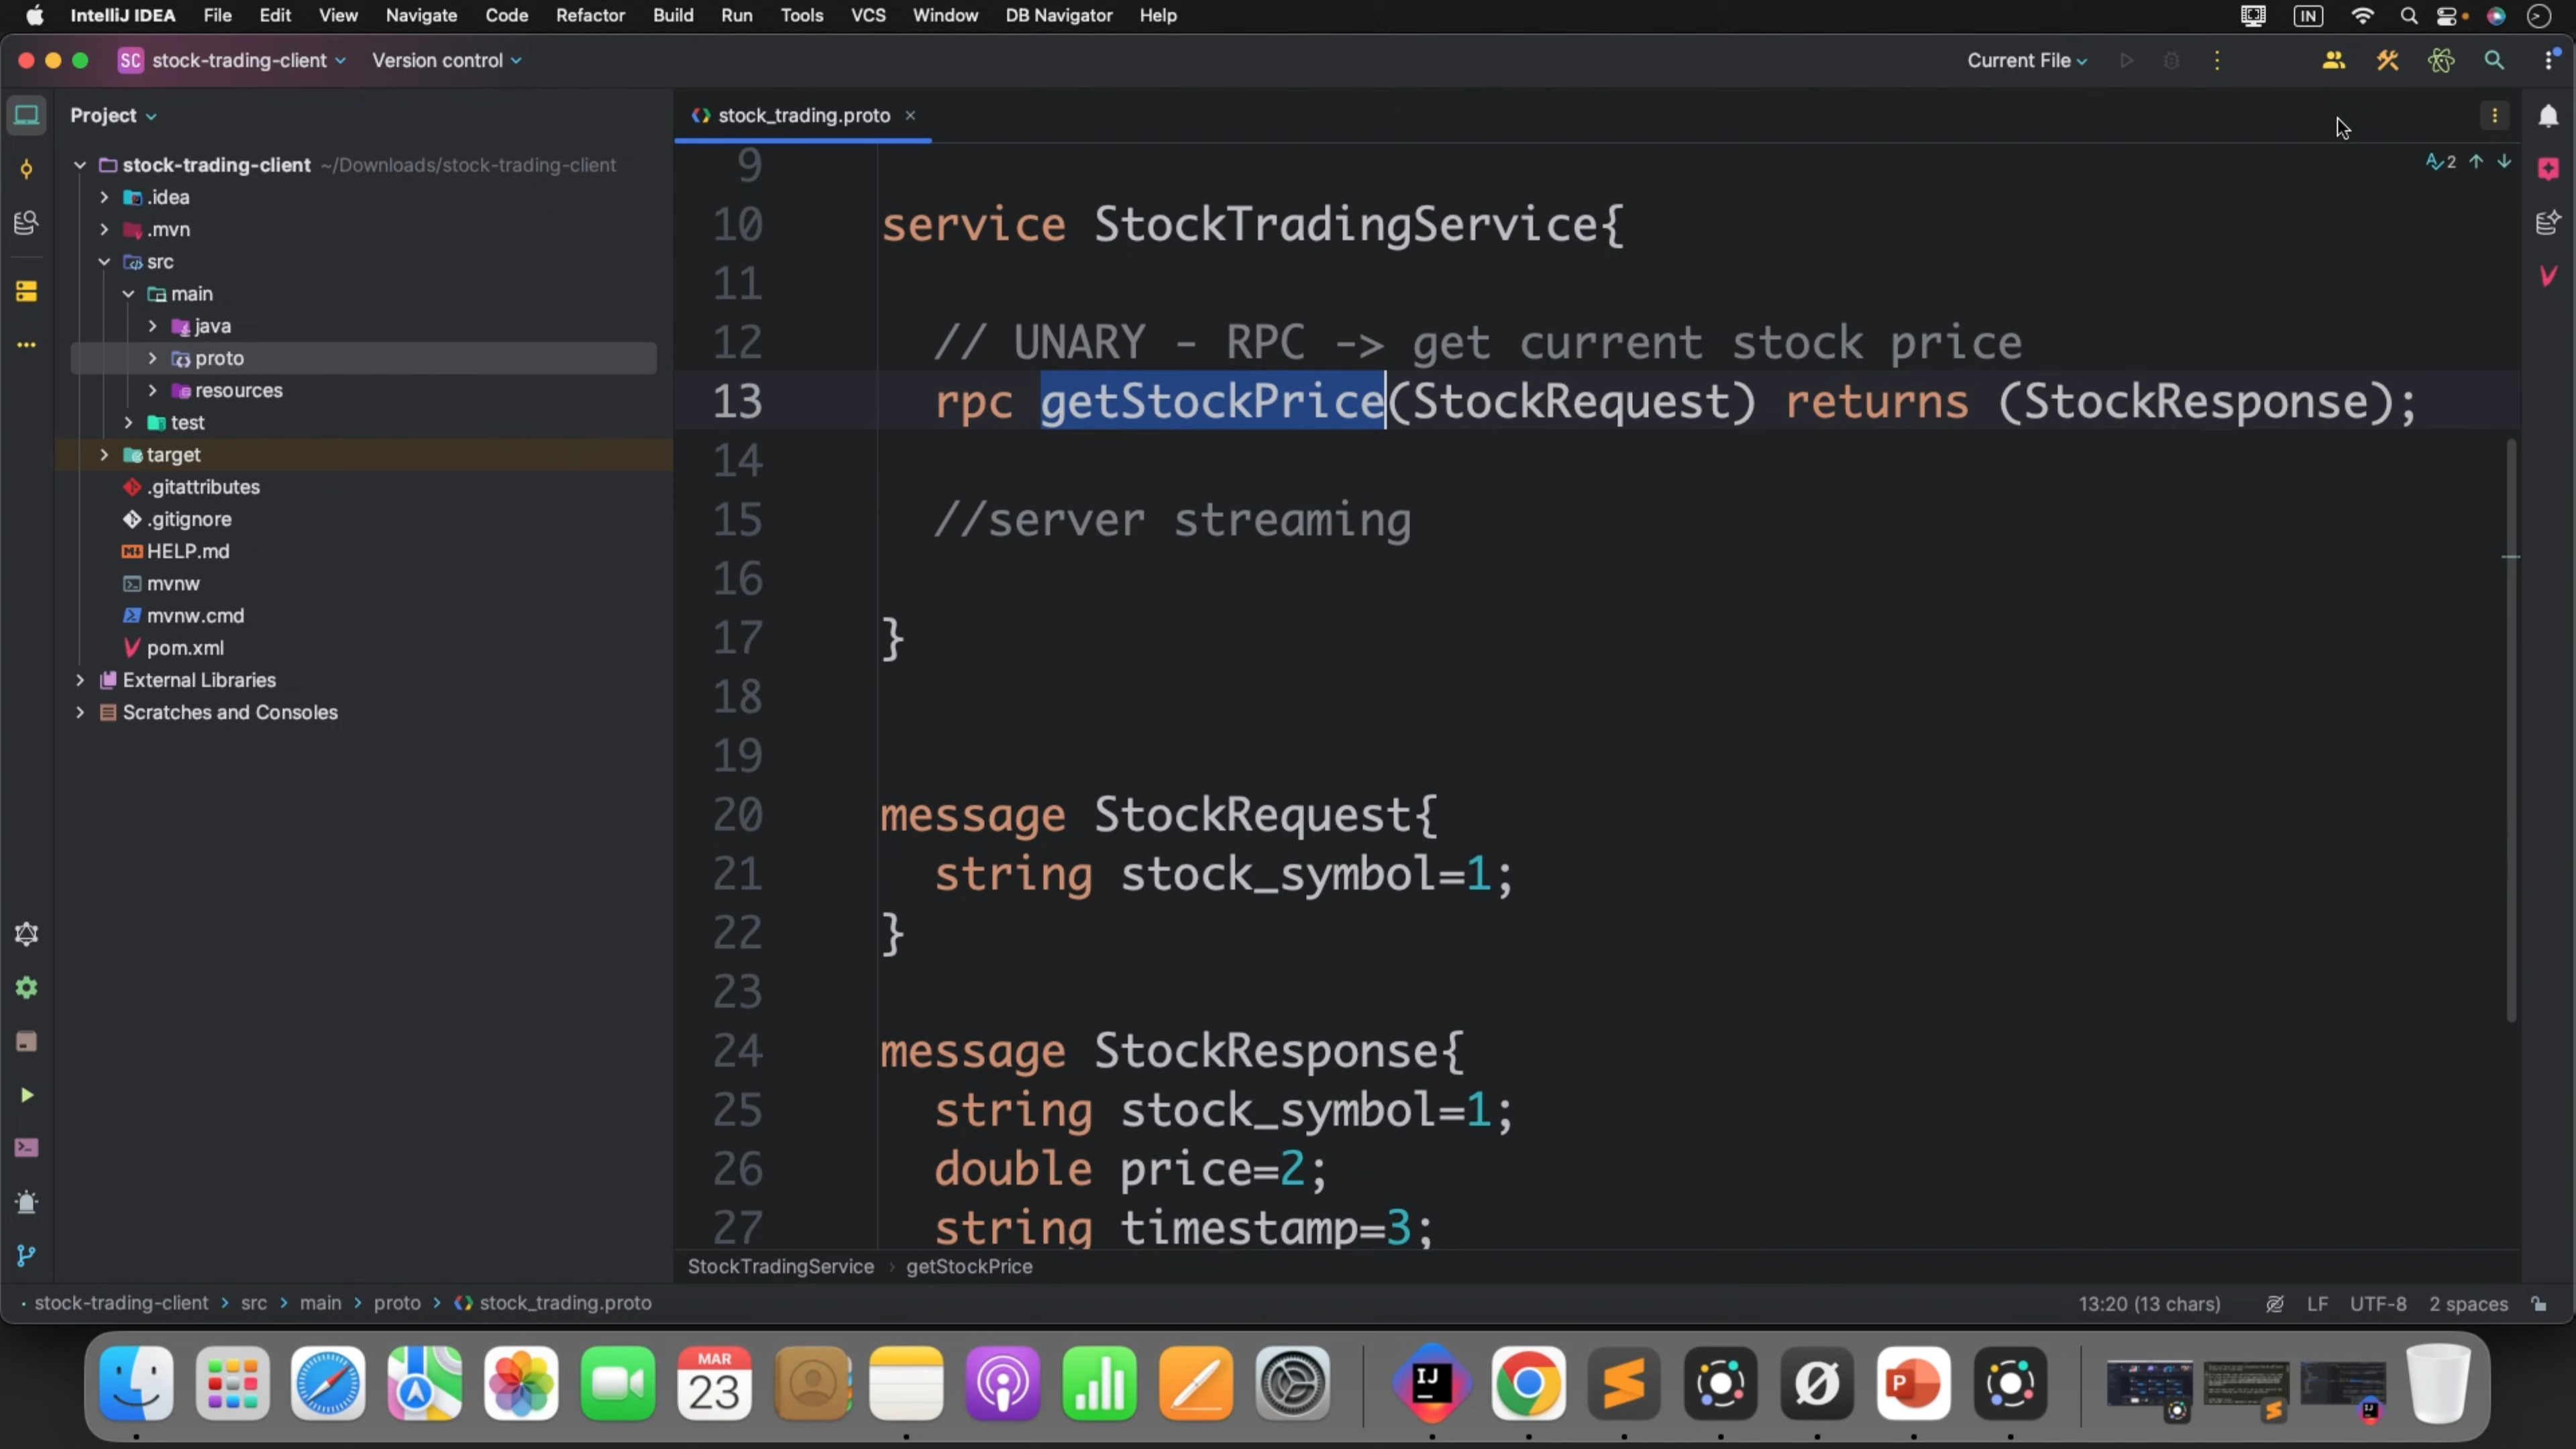 IntelliJ IDEA File Edit View Navigate Code Refactor Build Run Tools VCS Window DB Navigator Help IN
SC stock-trading-client Version control Current File
Project
stock_trading.proto
stock-trading-client ~/Downloads/stock-trading-client
.idea
.mvn
src
main
java
proto
resources
test
target
.gitattributes
.gitignore
HELP.md
mvnw
mvnw.cmd
pom.xml
External Libraries
Scratches and Consoles
2
9
10 service StockTradingService{
11
12 // UNARY - RPC -> get current stock price
13 rpc getStockPrice(StockRequest) returns (StockResponse);
14
15 //server streaming
16
17 }
18
19
20 message StockRequest{
21 string stock_symbol=1;
22 }
23
24 message StockResponse{
25 string stock_symbol=1;
26 double price=2;
27 string timestamp=3;
StockTradingService › getStockPrice
stock-trading-client > src > main > proto > stock_trading.proto
13:20 (13 chars) LF UTF-8 2 spaces
MAR
23
IJ
P